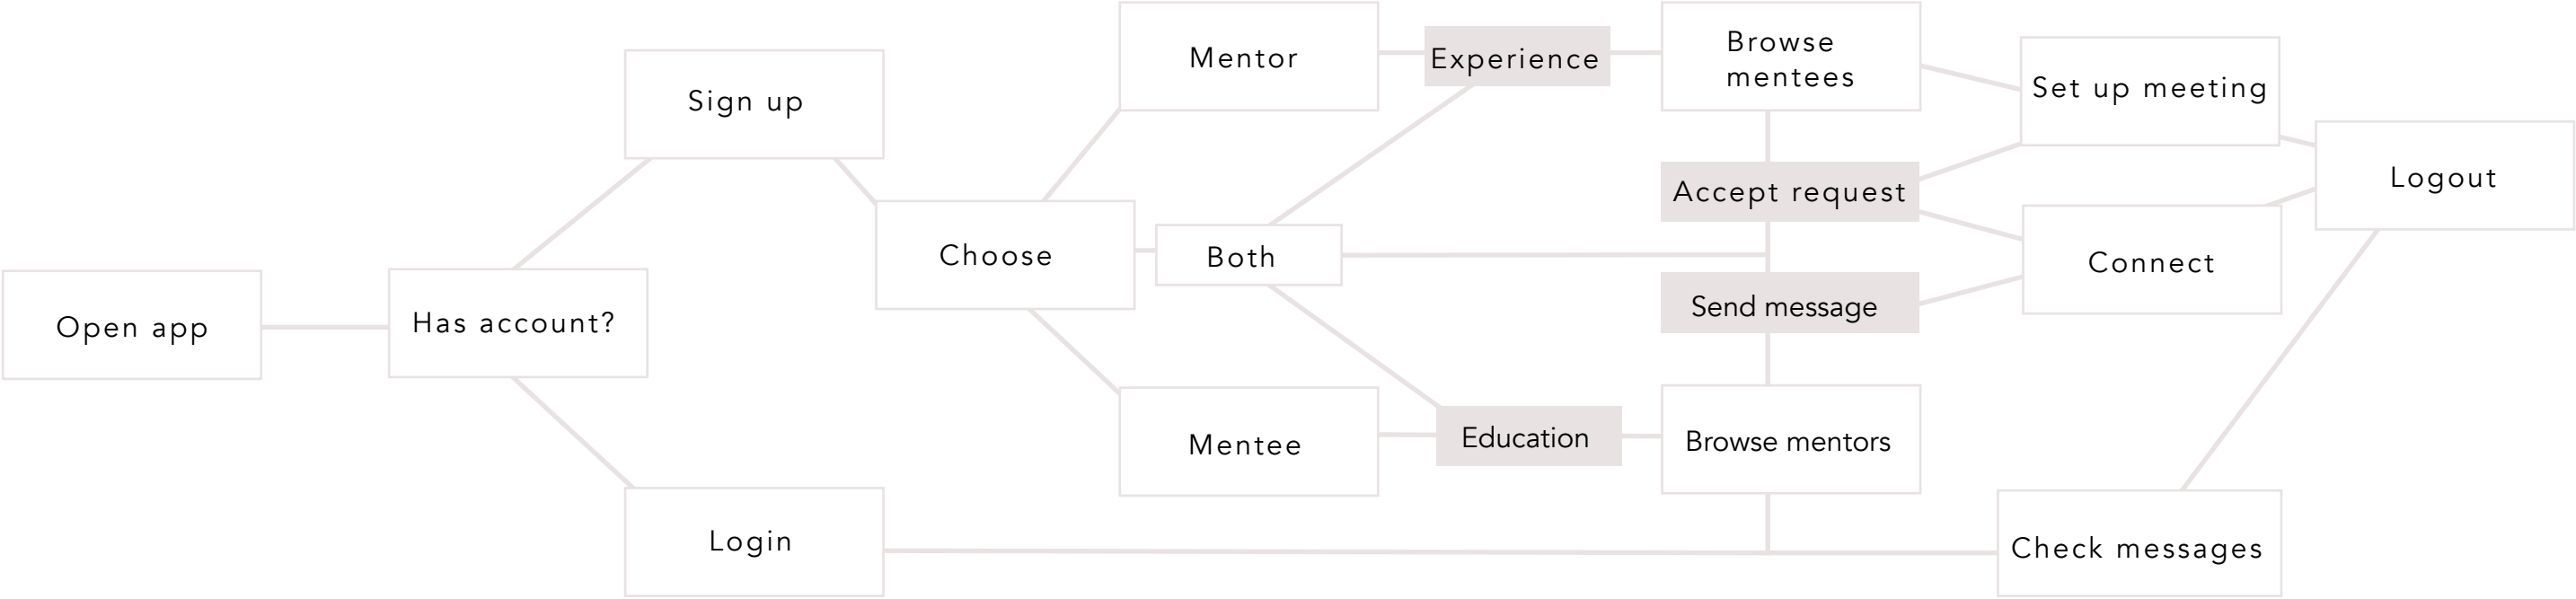 Open app
Has account?
Sign up
Login
Choose
Mentor
Both
Mentee
Experience
Education
Browse
mentees
Accept request
Send message
Browse mentors
Set up meeting
Connect
Check messages
Logout